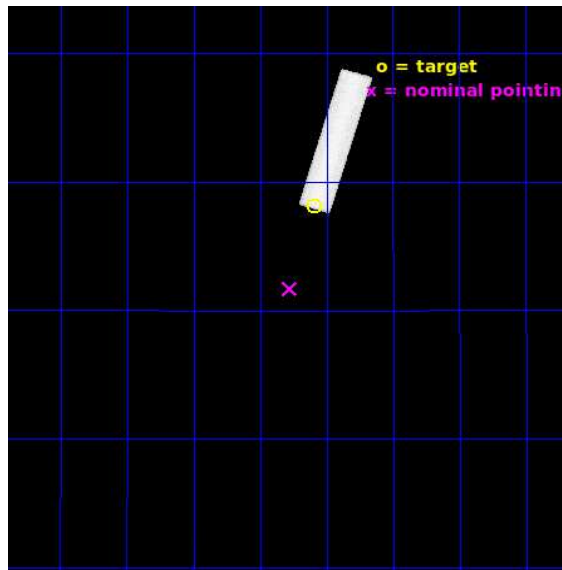 o = target
x = nominal pointin